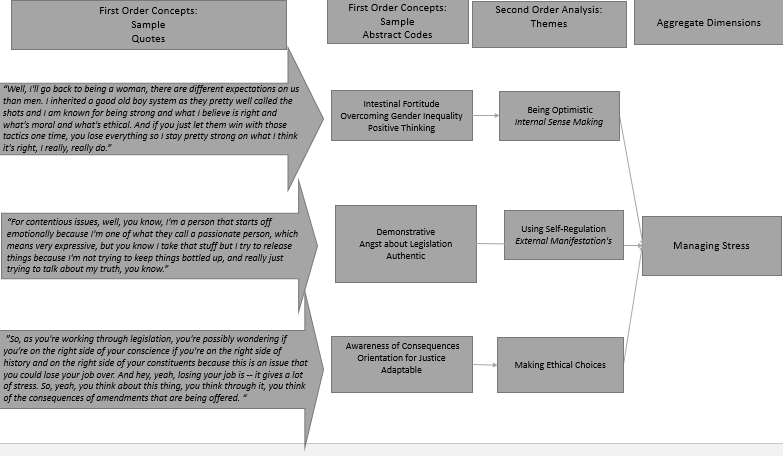 First Order Concepts:
Sample
Quotes
First Order Concepts:
Sample
Abstract Codes
Second Order Analysis:
Themes
Aggregate Dimensions
“Well, I'll go back to being a woman, there are different expectations on us
than men. I inherited a good old boy system as they pretty well called the
shots and I am known for being strong and what I believe is right and
what's moral and what's ethical. And if you just let them win with those
tactics one time, you lose everything so I stay pretty strong on what I think
it's right, I really, really do.”
Intestinal Fortitude
Overcoming Gender Inequality
Positive Thinking
Being Optimistic
Internal Sense Making
“For contentious issues, well, you know, I'm a person that starts off
emotionally because I'm one of what they call a passionate person, which
means very expressive, but you know I take that stuff but I try to release
things because I'm not trying to keep things bottled up, and really just
trying to talk about my truth, you know.”
Demonstrative
Angst about Legislation
Authentic
Using Self-Regulation
External Manifestation's
Managing Stress
“So, as you're working through legislation, you're possibly wondering if
you're on the right side of your conscience if you're on the right side of
history and on the right side of your constituents because this is an issue that
you could lose your job over. And hey, yeah, losing your job is -- it gives a lot
of stress. So, yeah, you think about this thing, you think through it, you think
of the consequences of amendments that are being offered. “
Awareness of Consequences
Orientation for Justice
Adaptable
Making Ethical Choices